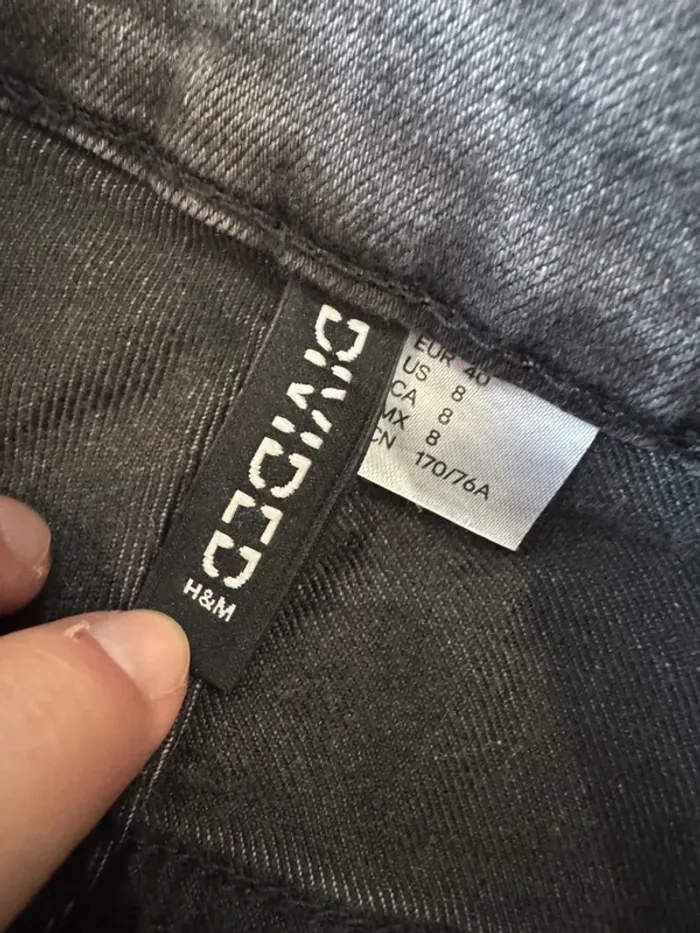 DIVIDED
H&M
EUR 40
US 8
CA 8
MX 8
CN 170/76A